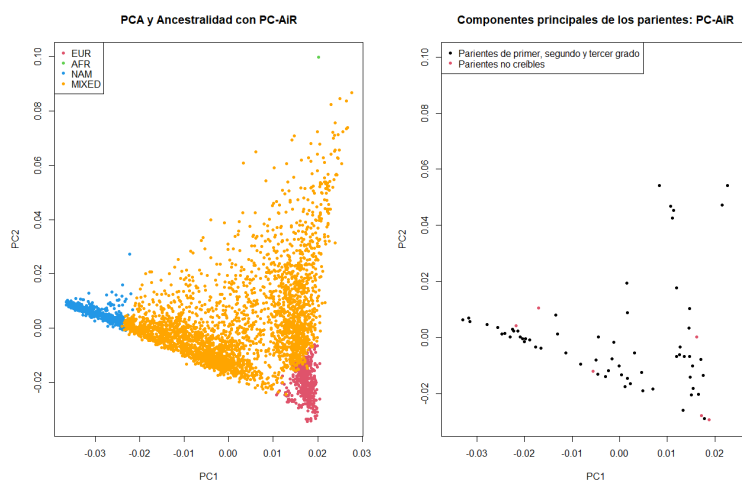 PCA y Ancestralidad con PC-AiR
EUR
AFR
NAM
MIXED
PC2
0.10
0.08
0.06
0.04
0.02
0.00
-0.02
-0.03
-0.02
-0.01
0.00
0.01
0.02
0.03
PC1
Componentes principales de los parientes: PC-AiR
Parientes de primer, segundo y tercer grado
Parientes no creíbles
PC2
0.10
0.08
0.06
0.04
0.02
0.00
-0.02
-0.03
-0.02
-0.01
0.00
0.01
0.02
0.03
PC1